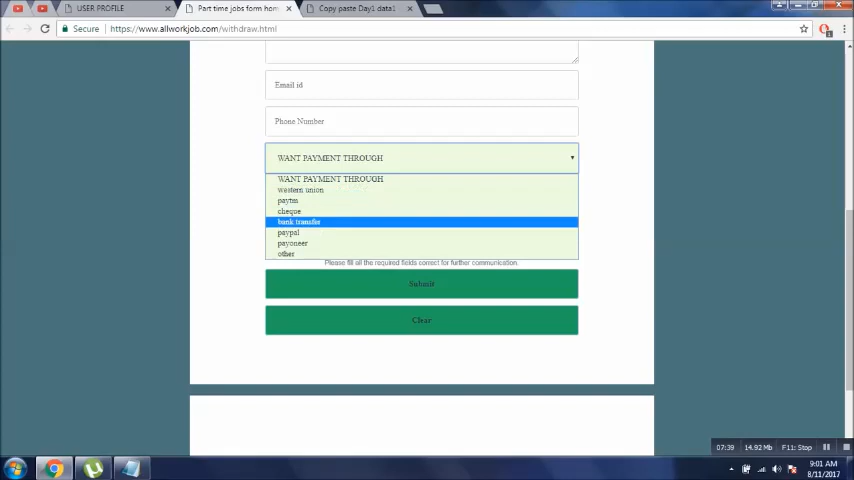 USER PROFILE
Part time jobs form hom
Copy paste Day1 data1
Secure
https://www.allworkjob.com/withdraw.html
Email id
Phone Number
WANT PAYMENT THROUGH
WANT PAYMENT THROUGH
western union
paytm
cheque
bank transfer
paypal
payoneer
other
Please fill all the required fields correct for further communication.
Submit
Clear
07:39
14.92 Mb
F11: Stop
9:01 AM
8/11/2017